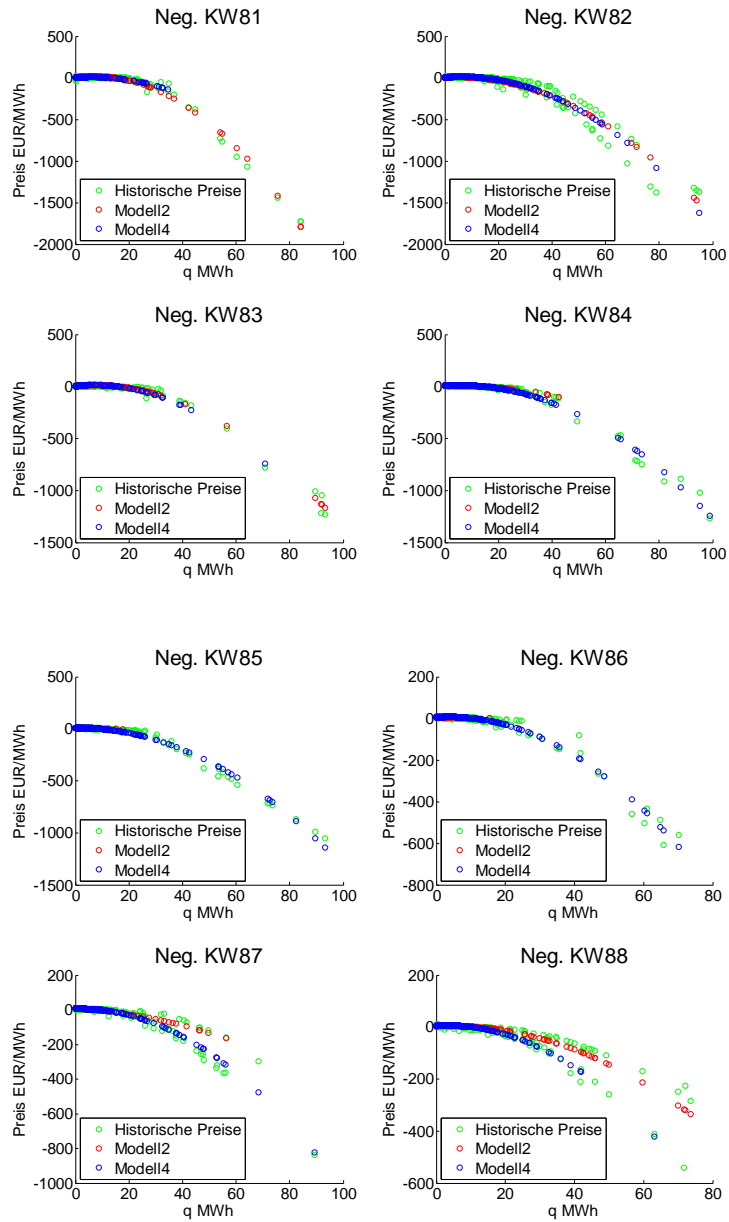 Neg. KW81
500
0
-500
-1000
-1500
-2000
0 20 40 60 80 100
Preis EUR/MWh
q MWh
Historische Preise
Modell2
Modell4
Neg. KW82
500
0
-500
-1000
-1500
-2000
0 20 40 60 80 100
Preis EUR/MWh
q MWh
Historische Preise
Modell2
Modell4
Neg. KW83
500
0
-500
-1000
-1500
0 20 40 60 80 100
Preis EUR/MWh
q MWh
Historische Preise
Modell2
Modell4
Neg. KW84
500
0
-500
-1000
-1500
0 20 40 60 80 100
Preis EUR/MWh
q MWh
Historische Preise
Modell2
Modell4
Neg. KW85
500
0
-500
-1000
-1500
0 20 40 60 80 100
Preis EUR/MWh
q MWh
Historische Preise
Modell2
Modell4
Neg. KW86
200
0
-200
-400
-600
-800
0 20 40 60 80
Preis EUR/MWh
q MWh
Historische Preise
Modell2
Modell4
Neg. KW87
200
0
-200
-400
-600
-800
-1000
0 20 40 60 80 100
Preis EUR/MWh
q MWh
Historische Preise
Modell2
Modell4
Neg. KW88
200
0
-200
-400
-600
0 20 40 60 80
Preis EUR/MWh
q MWh
Historische Preise
Modell2
Modell4